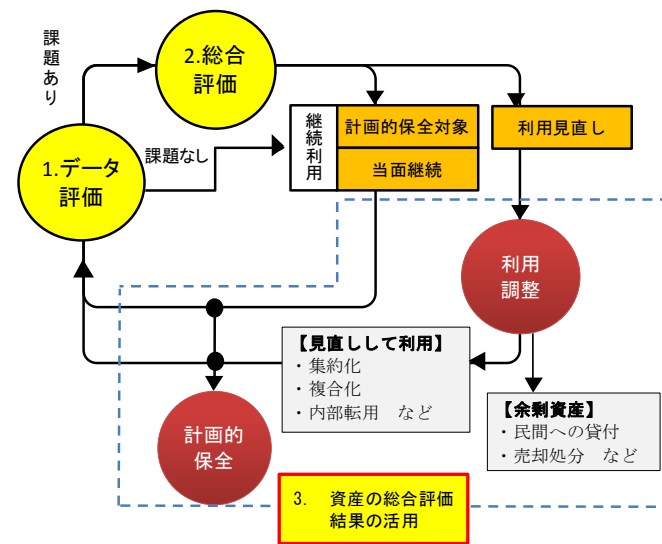 課題あり
2.総合
評価
1.データ
評価
課題なし
継続利用
計画的保全対象
当面継続
利用見直し
利用
調整
【見直しして利用】
・集約化
・複合化
・内部転用　など
【余剰資産】
・民間への貸付
・売却処分　など
計画的
保全
3.　資産の総合評価
結果の活用